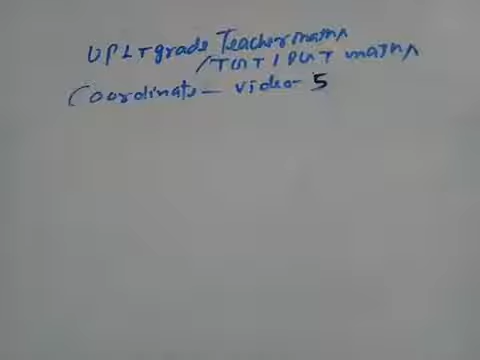 UP LT grade Teacher maths
/TGT/PGT maths
Coordinate - video- 5